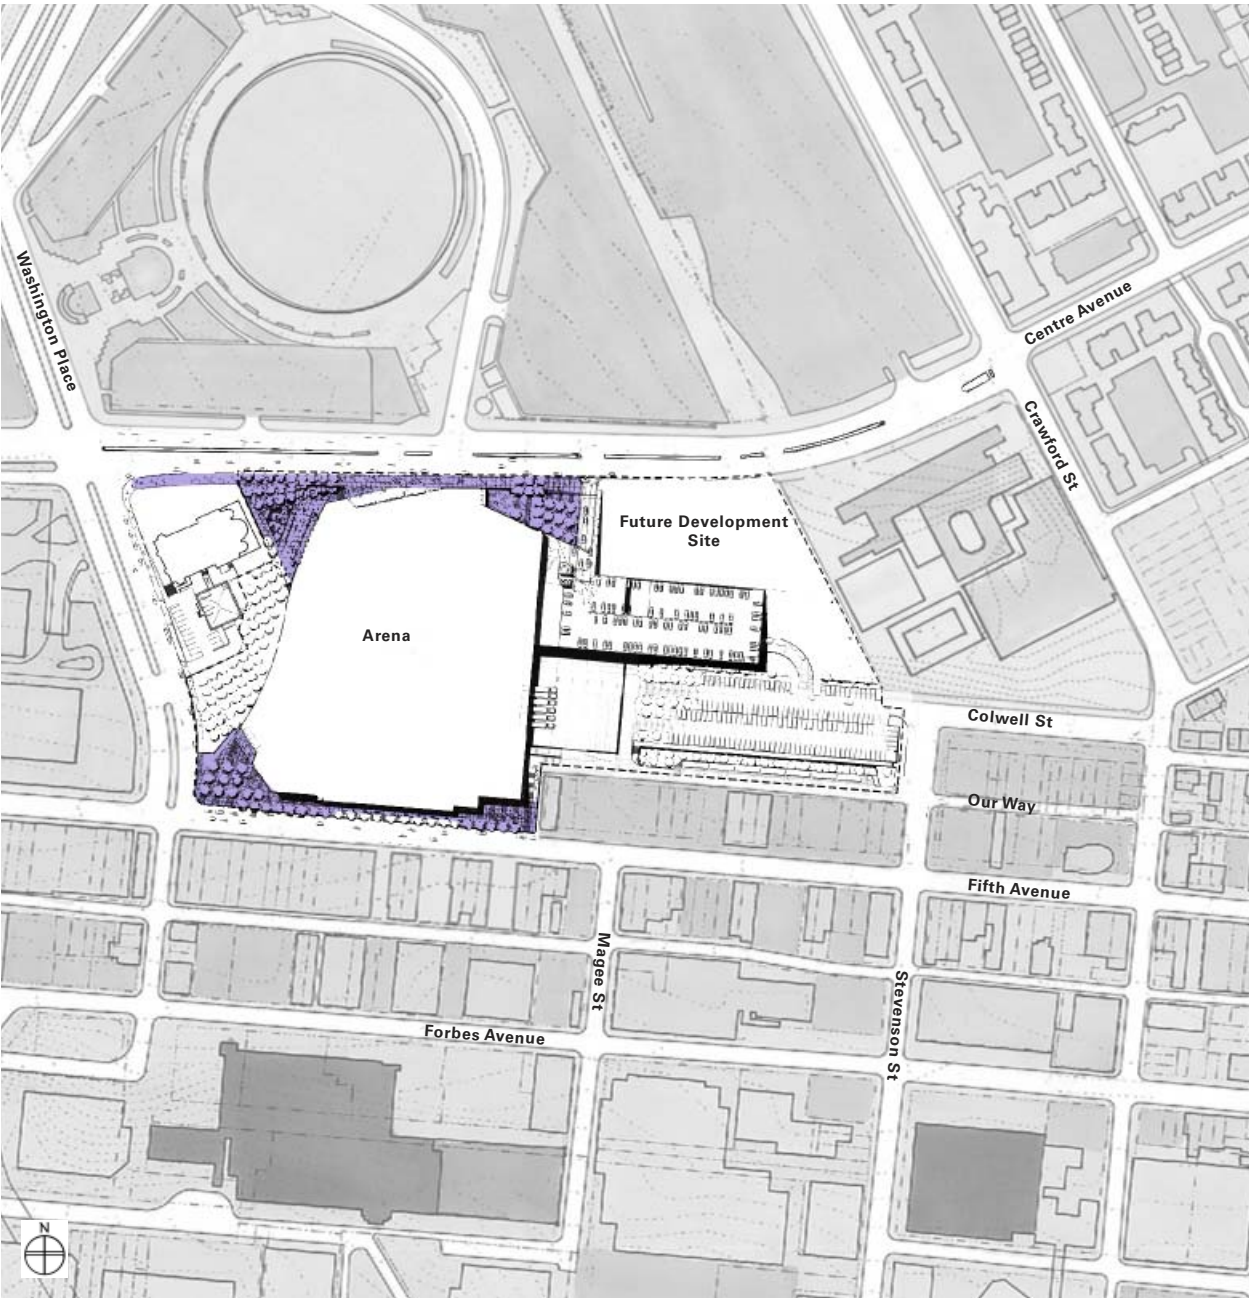 Washington Place
Centre Avenue
Crawford St
Future Development
Site
Arena
Colwell St
Our Way
Fifth Avenue
Magee St
Stevenson St
Forbes Avenue
N